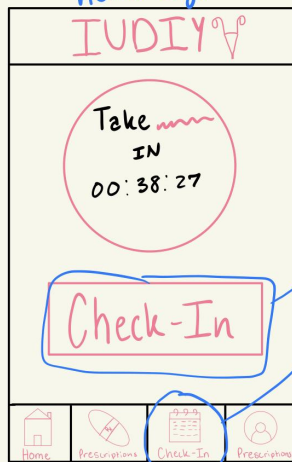 IUDIY
Take
IN
00:38:27
Check-In
Home Prescriptions Check-In Prescriptions